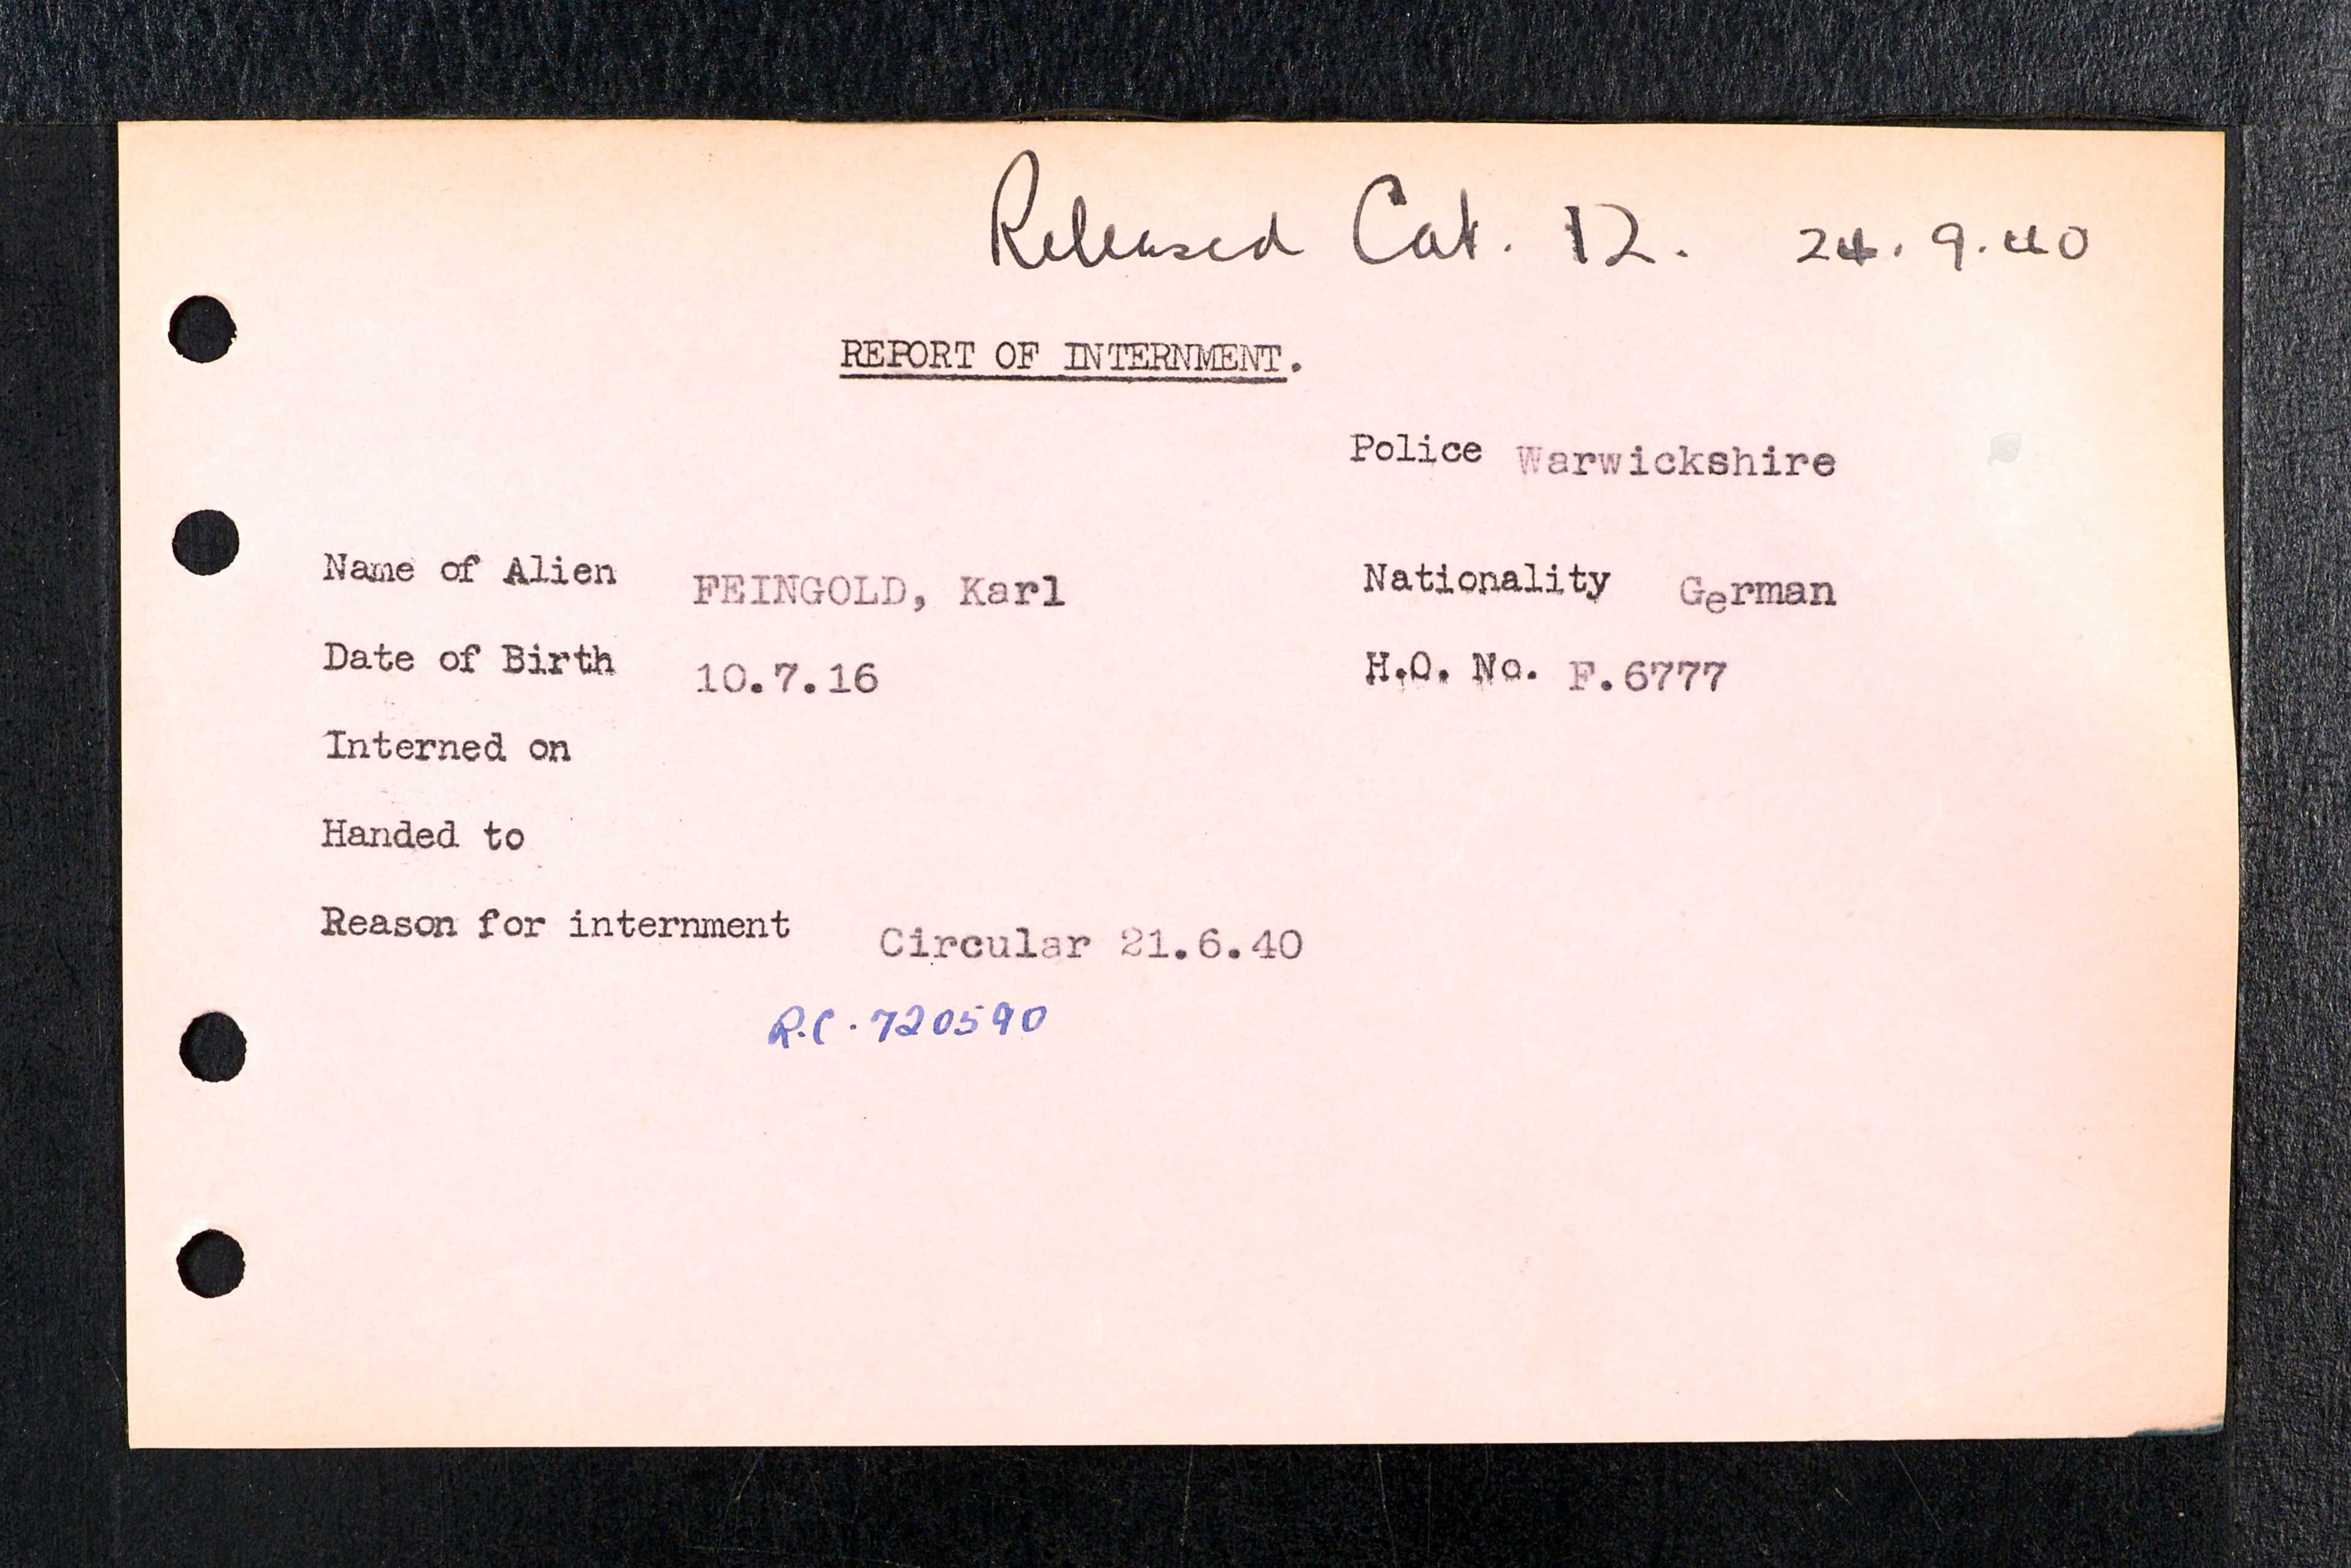 Released Cat. 12. 24.9.40
REPORT OF INTERNMENT.
Police Warwickshire
Name of Alien FEINGOLD, Karl Nationality German
Date of Birth 10.7.16 H.O. No. F.6777
Interned on
Handed to
Reason for internment Circular 21.6.40
R.C. 720590